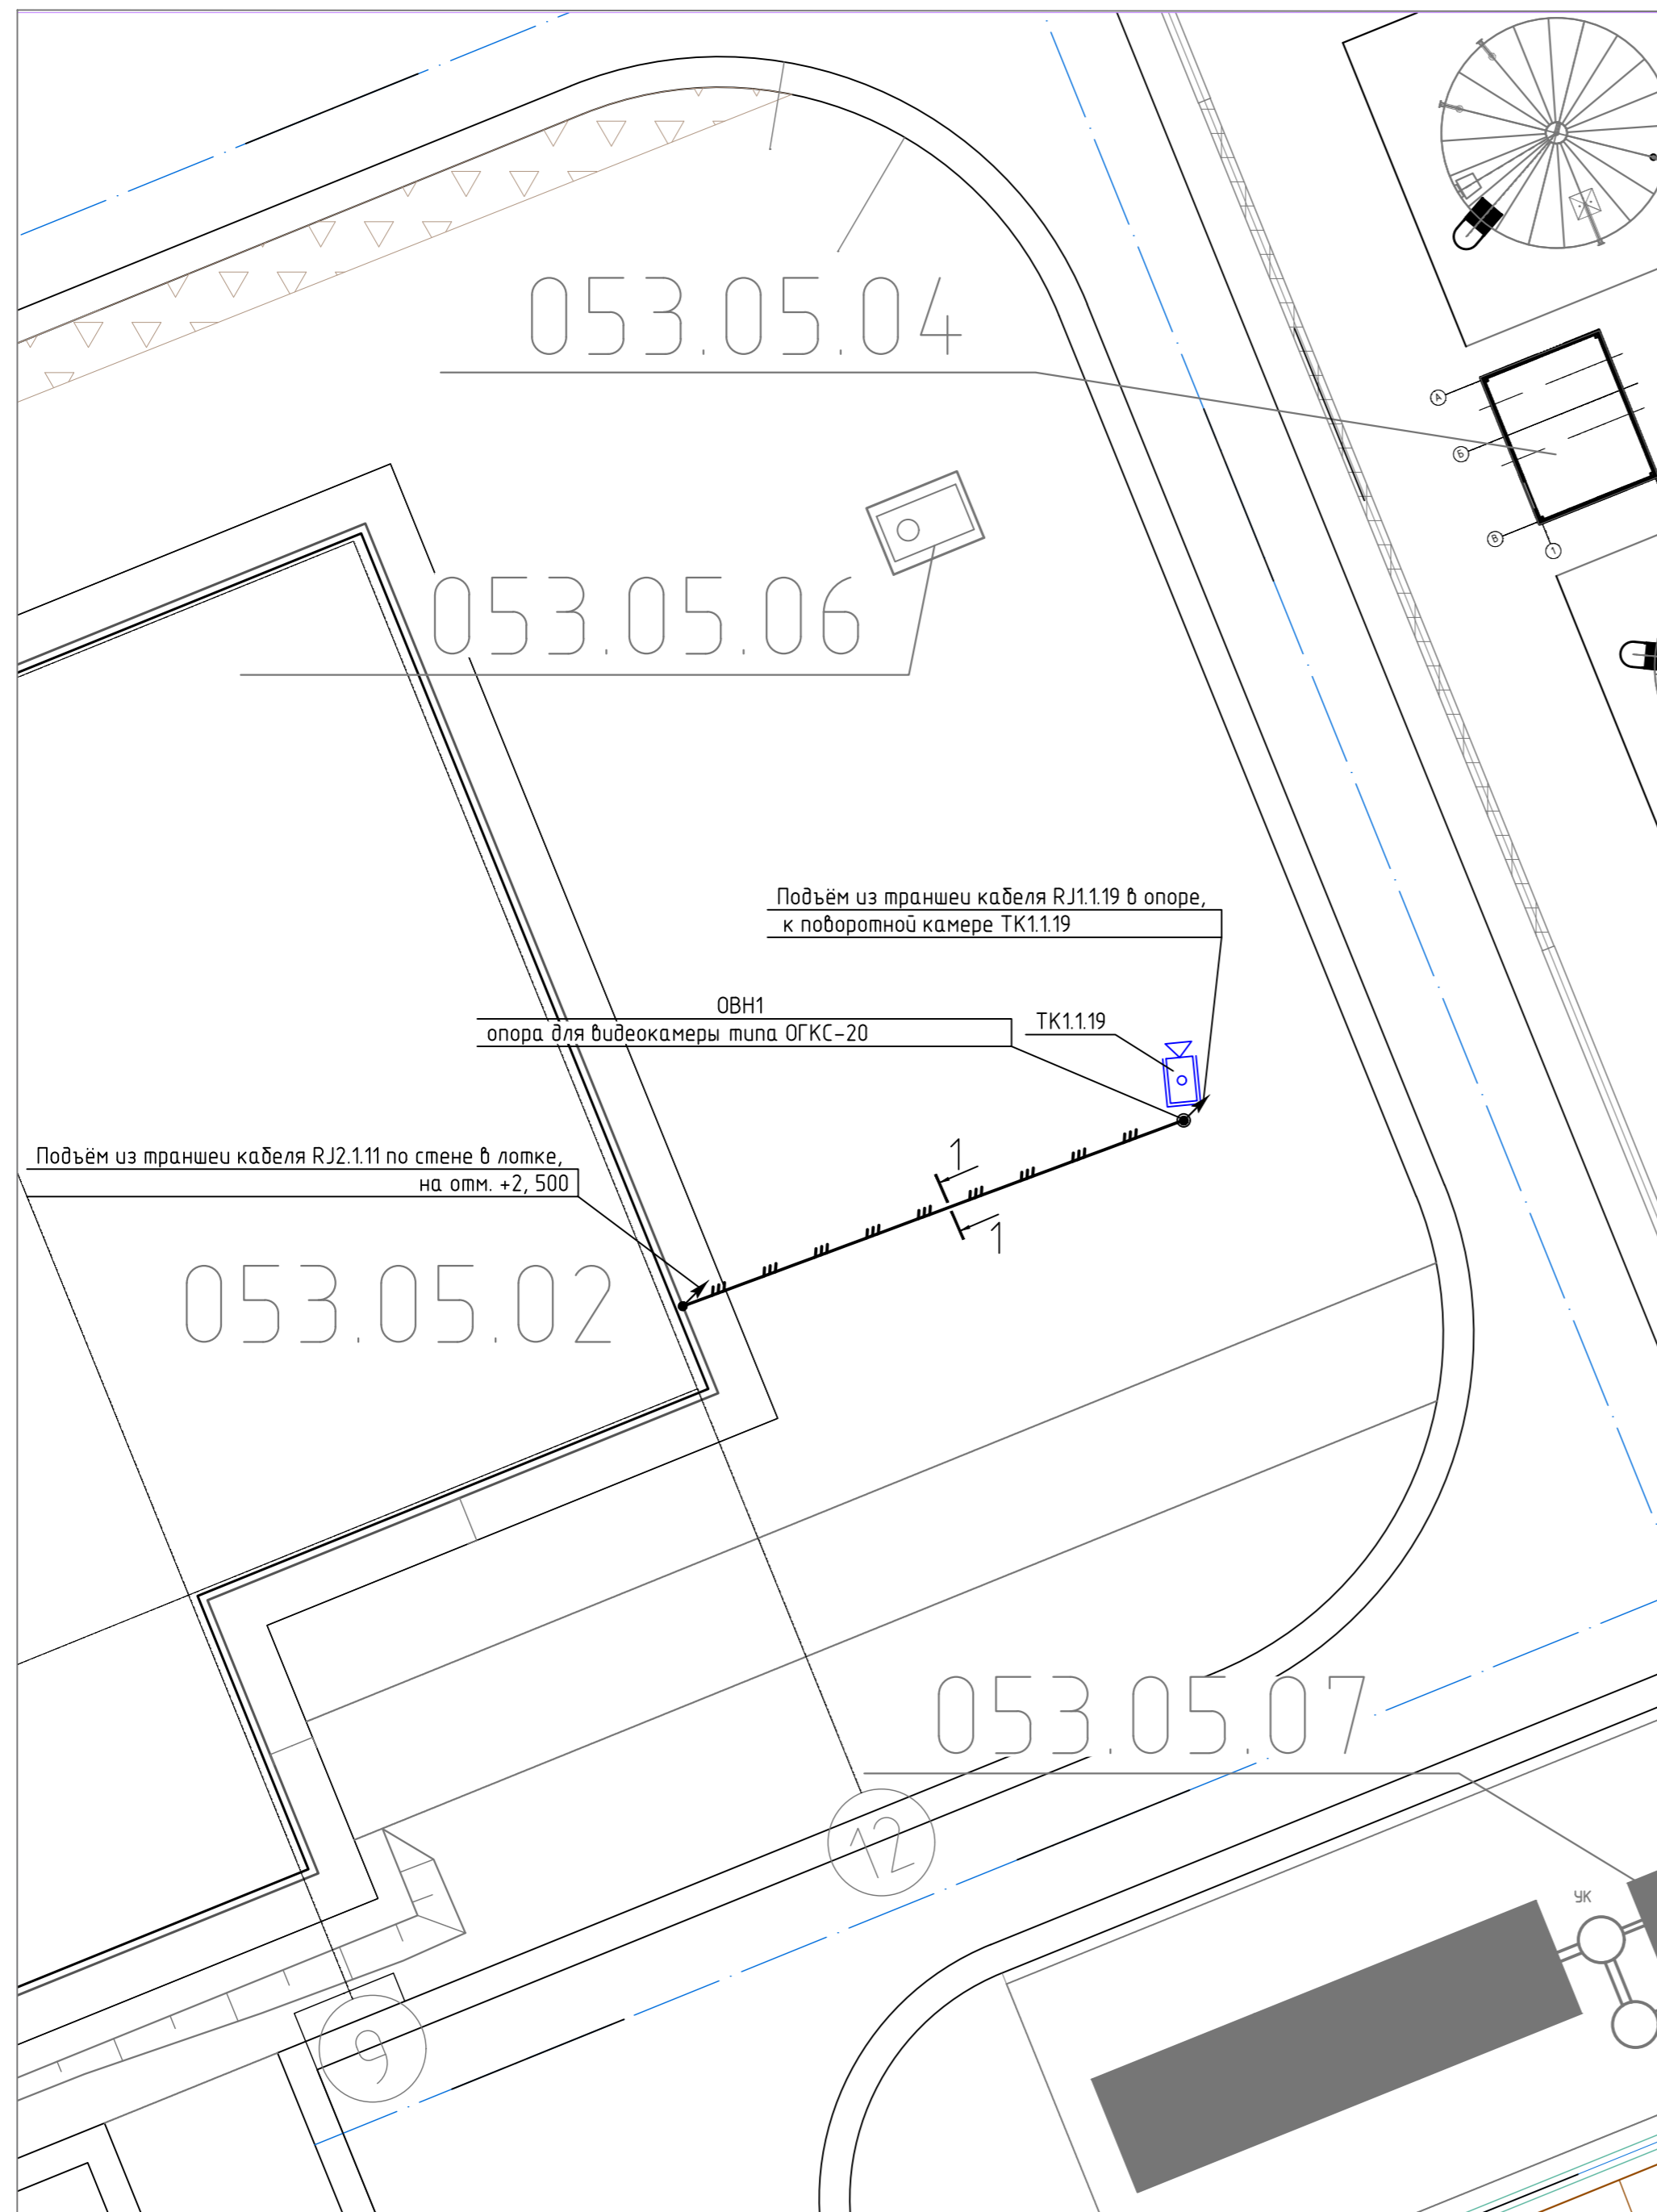 053.05.04
А
Б
В
1
053.05.06
Подъём из траншеи кабеля RJ1.1.19 в опоре,
к поворотной камере ТК1.1.19
ОВН1
опора для видеокамеры типа ОГКС-20
ТК1.1.19
1
1
Подъём из траншеи кабеля RJ2.1.11 по стене в лотке,
на отм. +2, 500
053.05.02
053.05.07
12
УК
9